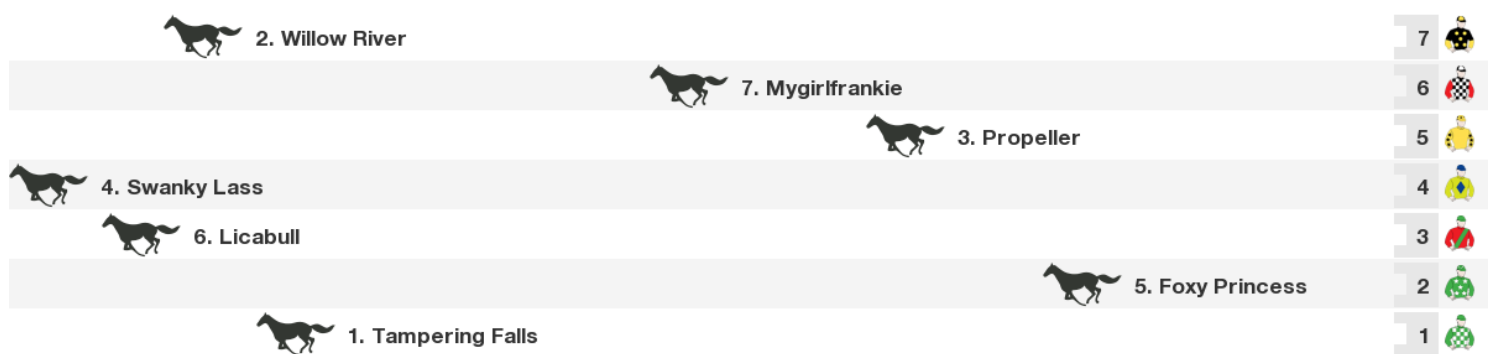 2. Willow River 7
7. Mygirlfrankie 6
3. Propeller 5
4. Swanky Lass 4
6. Licabull 3
5. Foxy Princess 2
1. Tampering Falls 1